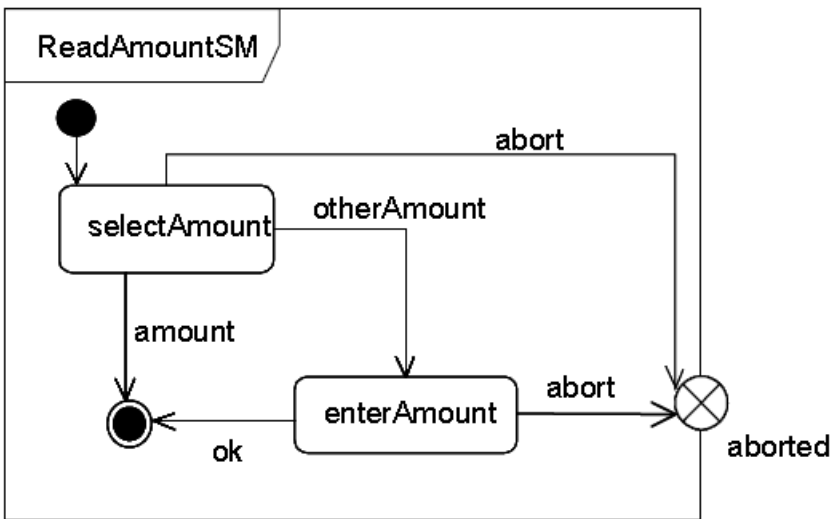 ReadAmountSM
abort
otherAmount
selectAmount
amount
abort
enterAmount
ok
aborted